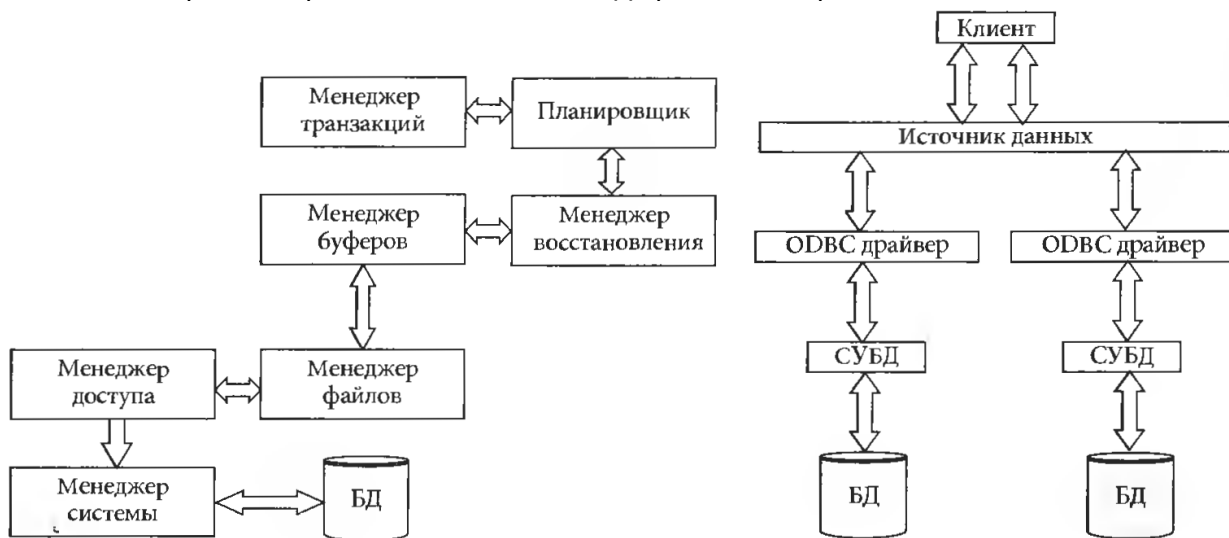 Менеджер
транзакций
Планировщик
Менеджер
буферов
Менеджер
восстановления
Менеджер
доступа
Менеджер
файлов
Менеджер
системы
БД
Клиент
Источник данных
ODBC драйвер
ODBC драйвер
СУБД
СУБД
БД
БД